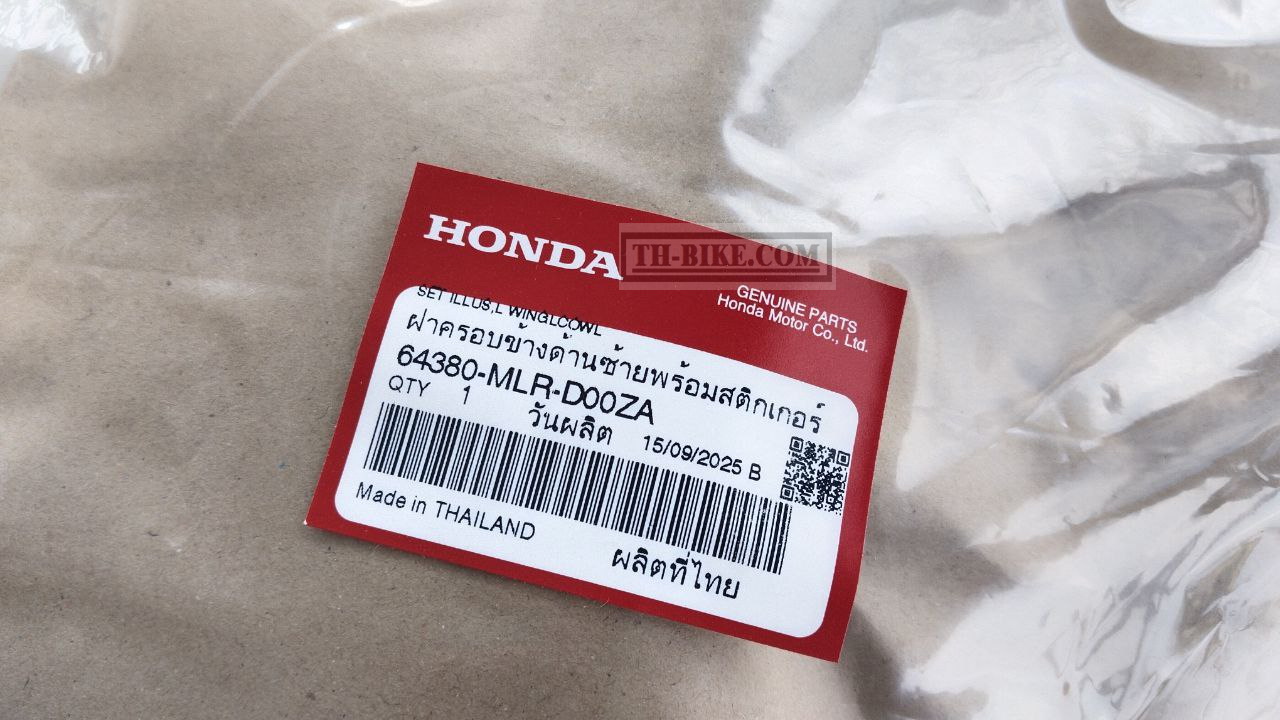 HONDA
TH-BIKE.COM
GENUINE PARTS
Honda Motor Co., Ltd.
SET ILLUS,L WINGLCOWL
ฝาครอบข้างด้านซ้ายพร้อมสติกเกอร์
64380-MLR-D00ZA
QTY 1
วันผลิต 15/09/2025 B
Made in THAILAND
ผลิตที่ไทย